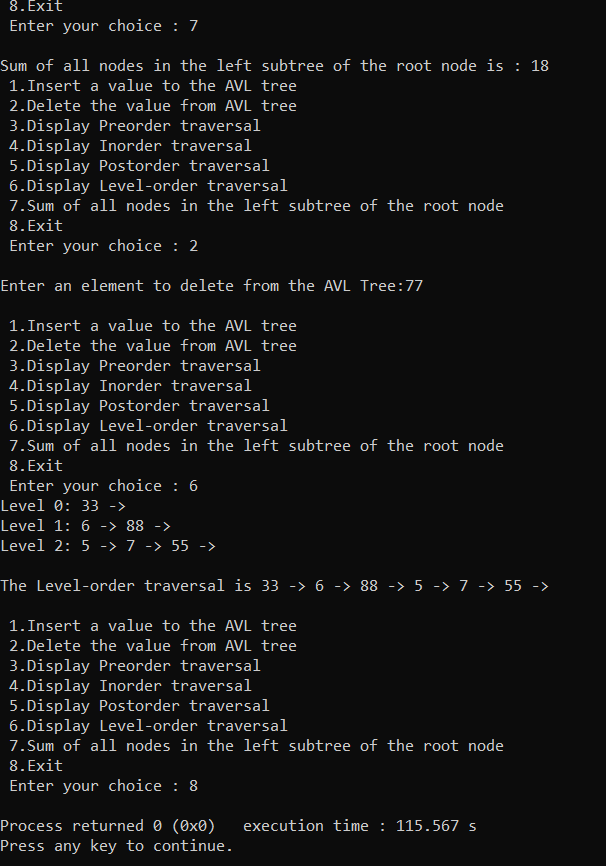 8.Exit
Enter your choice : 7
Sum of all nodes in the left subtree of the root node is : 18
1.Insert a value to the AVL tree
2.Delete the value from AVL tree
3.Display Preorder traversal
4.Display Inorder traversal
5.Display Postorder traversal
6.Display Level-order traversal
7.Sum of all nodes in the left subtree of the root node
8.Exit
Enter your choice : 2
Enter an element to delete from the AVL Tree:77
1.Insert a value to the AVL tree
2.Delete the value from AVL tree
3.Display Preorder traversal
4.Display Inorder traversal
5.Display Postorder traversal
6.Display Level-order traversal
7.Sum of all nodes in the left subtree of the root node
8.Exit
Enter your choice : 6
Level 0: 33 ->
Level 1: 6 -> 88 ->
Level 2: 5 -> 7 -> 55 ->
The Level-order traversal is 33 -> 6 -> 88 -> 5 -> 7 -> 55 ->
1.Insert a value to the AVL tree
2.Delete the value from AVL tree
3.Display Preorder traversal
4.Display Inorder traversal
5.Display Postorder traversal
6.Display Level-order traversal
7.Sum of all nodes in the left subtree of the root node
8.Exit
Enter your choice : 8
Process returned 0 (0x0)   execution time : 115.567 s
Press any key to continue.